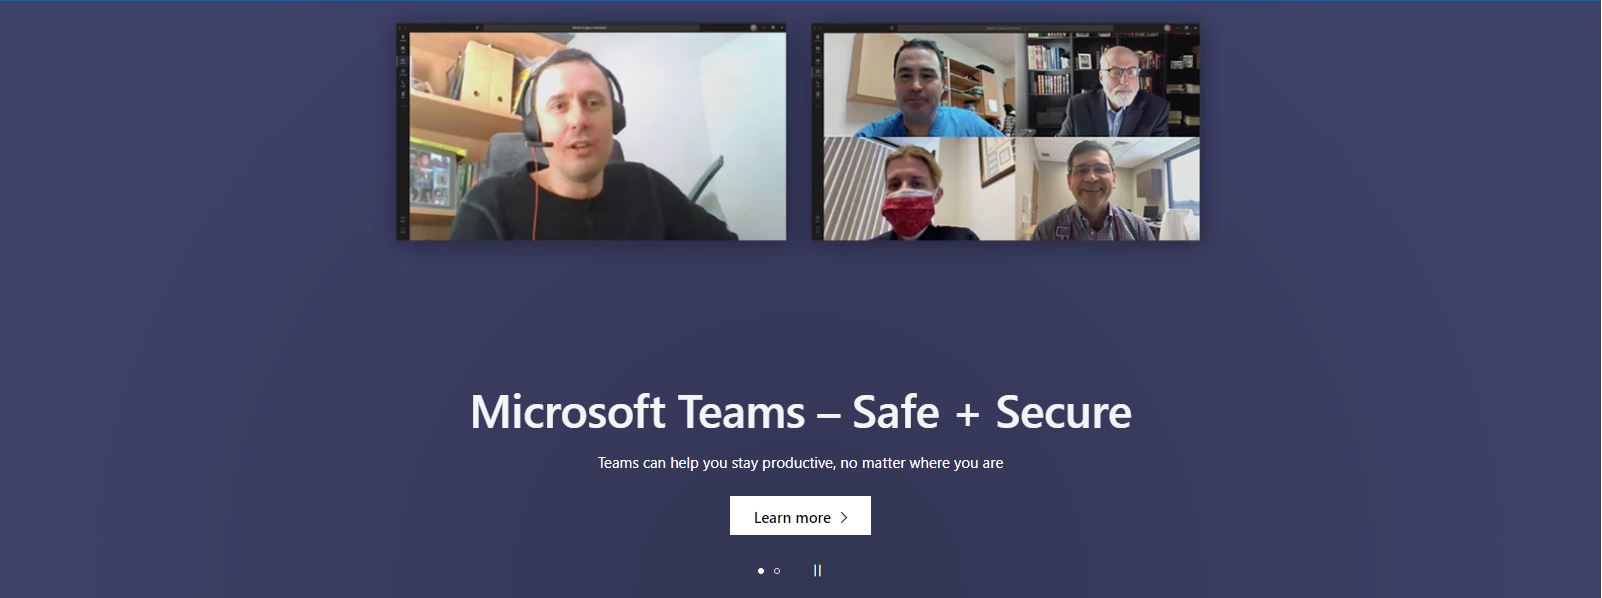 Microsoft Teams – Safe + Secure
Teams can help you stay productive, no matter where you are
Learn more